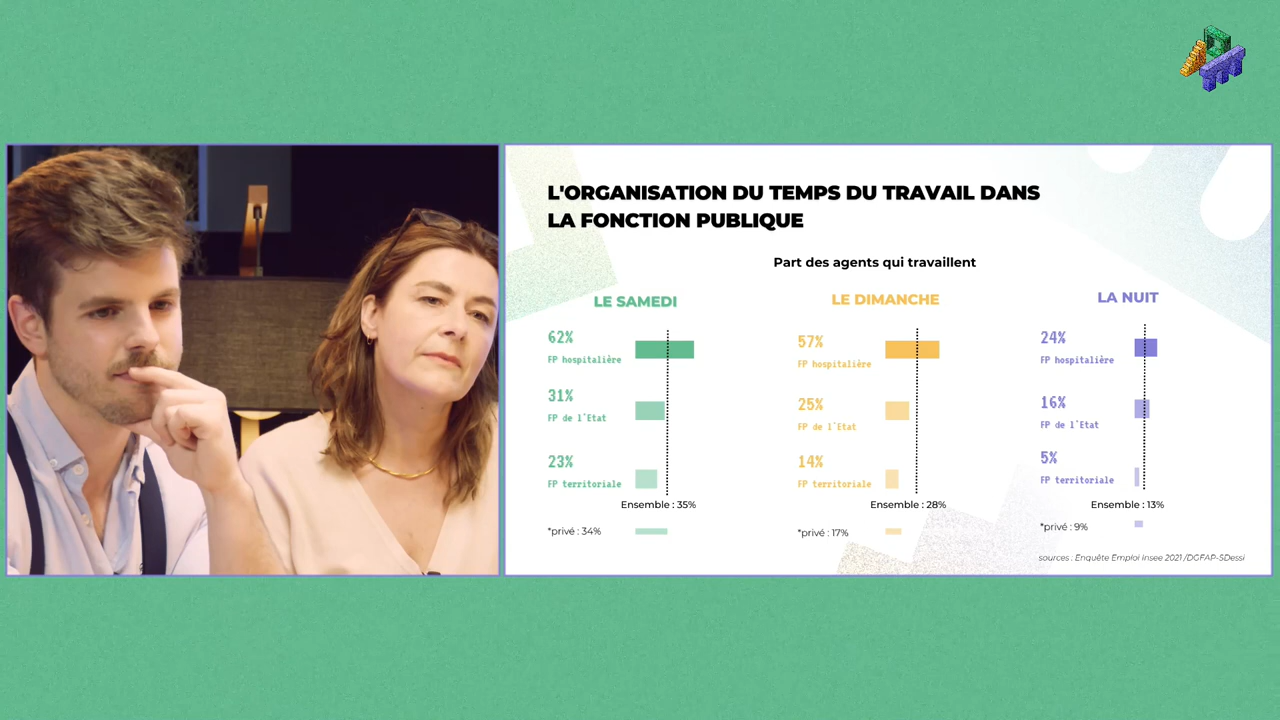 L'ORGANISATION DU TEMPS DU TRAVAIL DANS
LA FONCTION PUBLIQUE
Part des agents qui travaillent
LE SAMEDI
62%
FP hospitalière
31%
FP de l'Etat
23%
FP territoriale
Ensemble : 35%
*privé : 34%
LE DIMANCHE
57%
FP hospitalière
25%
FP de l'Etat
14%
FP territoriale
Ensemble : 28%
*privé : 17%
LA NUIT
24%
FP hospitalière
16%
FP de l'Etat
5%
FP territoriale
Ensemble : 13%
*privé : 9%
sources : Enquête Emploi Insee 2021 /DGFAP-SDessi